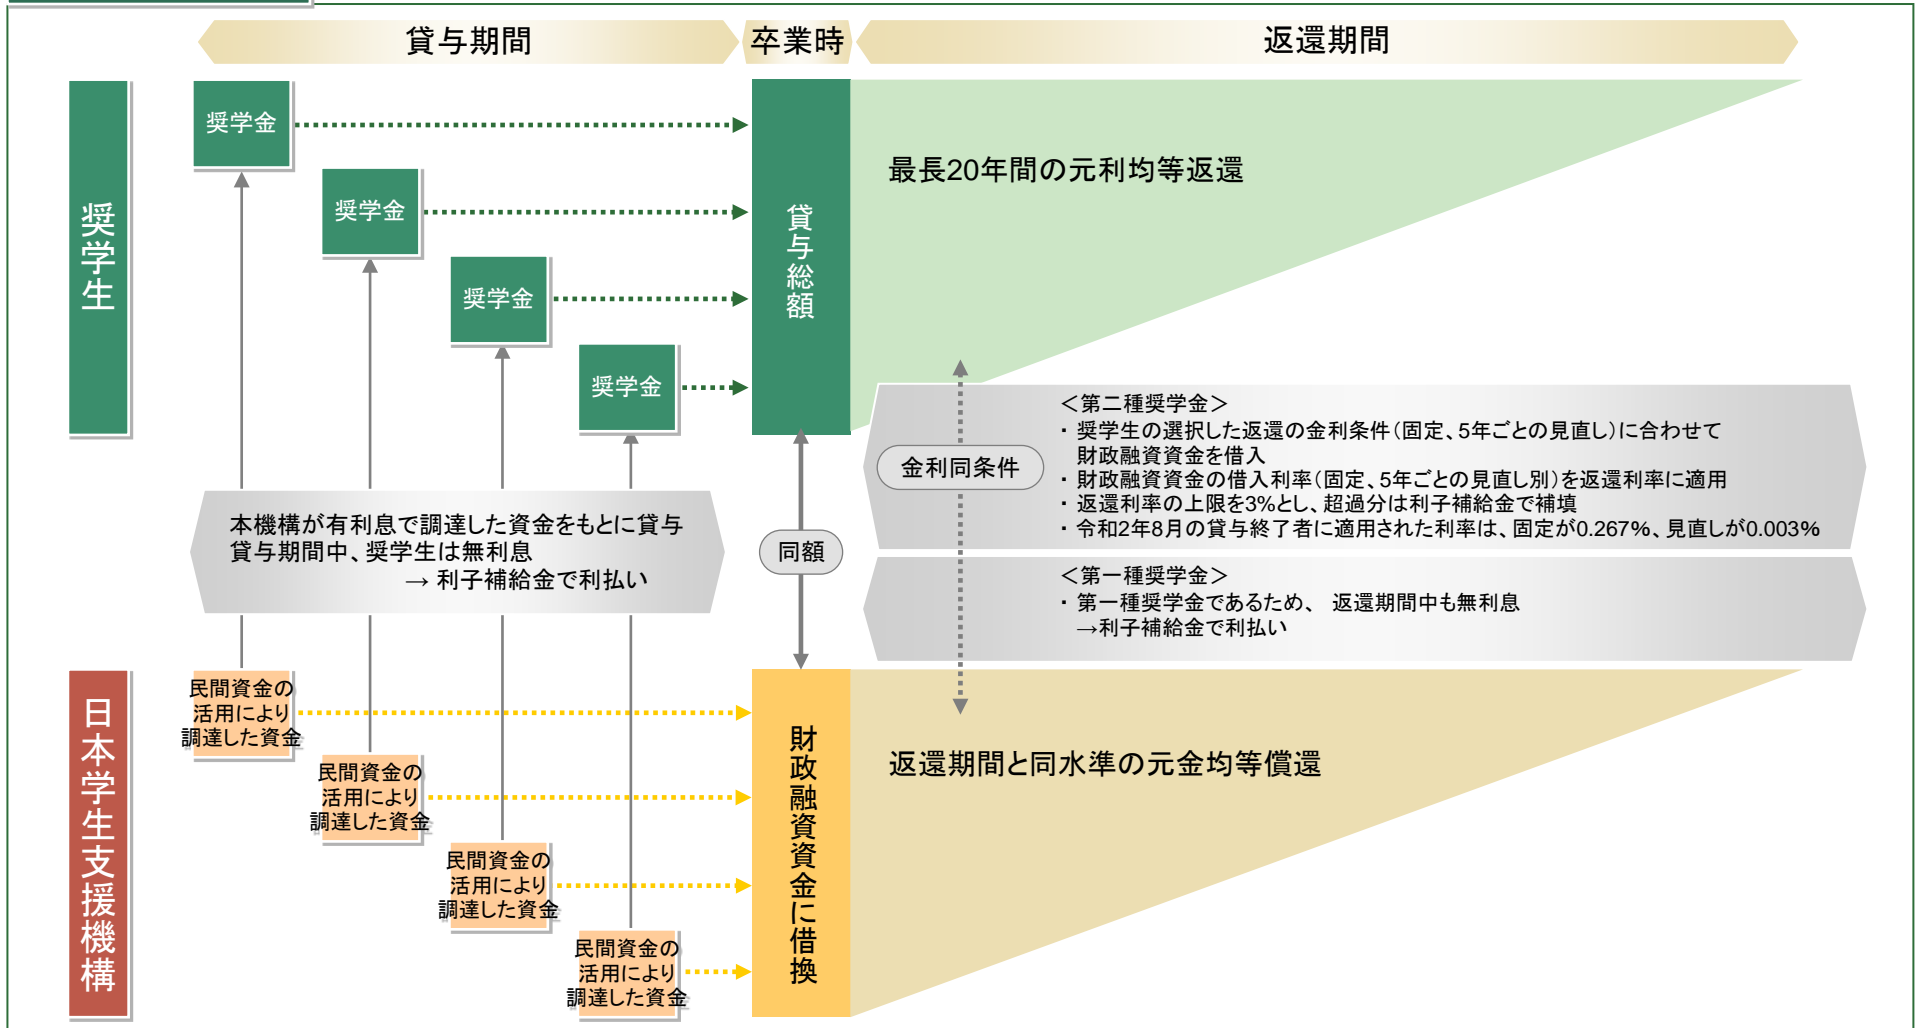 貸与期間
卒業時
返還期間
奨学生
奨学金
奨学金
奨学金
奨学金
貸与総額
最長20年間の元利均等返還
＜第二種奨学金＞
・ 奨学生の選択した返還の金利条件（固定、5年ごとの見直し）に合わせて
財政融資資金を借入
・ 財政融資資金の借入利率（固定、5年ごとの見直し別）を返還利率に適用
・ 返還利率の上限を3%とし、超過分は利子補給金で補填
・ 令和2年8月の貸与終了者に適用された利率は、固定が0.267%、見直しが0.003%
金利同条件
本機構が有利息で調達した資金をもとに貸与
貸与期間中、奨学生は無利息
→ 利子補給金で利払い
同額
＜第一種奨学金＞
・ 第一種奨学金であるため、 返還期間中も無利息
→利子補給金で利払い
日本学生支援機構
民間資金の
活用により
調達した資金
民間資金の
活用により
調達した資金
民間資金の
活用により
調達した資金
民間資金の
活用により
調達した資金
財政融資資金に借換
返還期間と同水準の元金均等償還